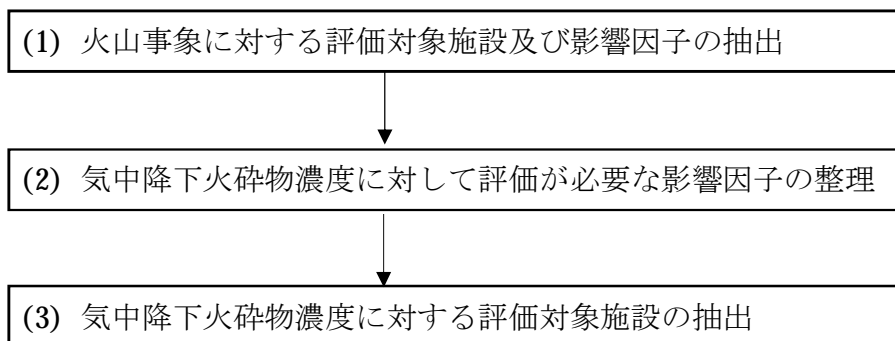 (1) 火山事象に対する評価対象施設及び影響因子の抽出
(2) 気中降下火砕物濃度に対して評価が必要な影響因子の整理
(3) 気中降下火砕物濃度に対する評価対象施設の抽出